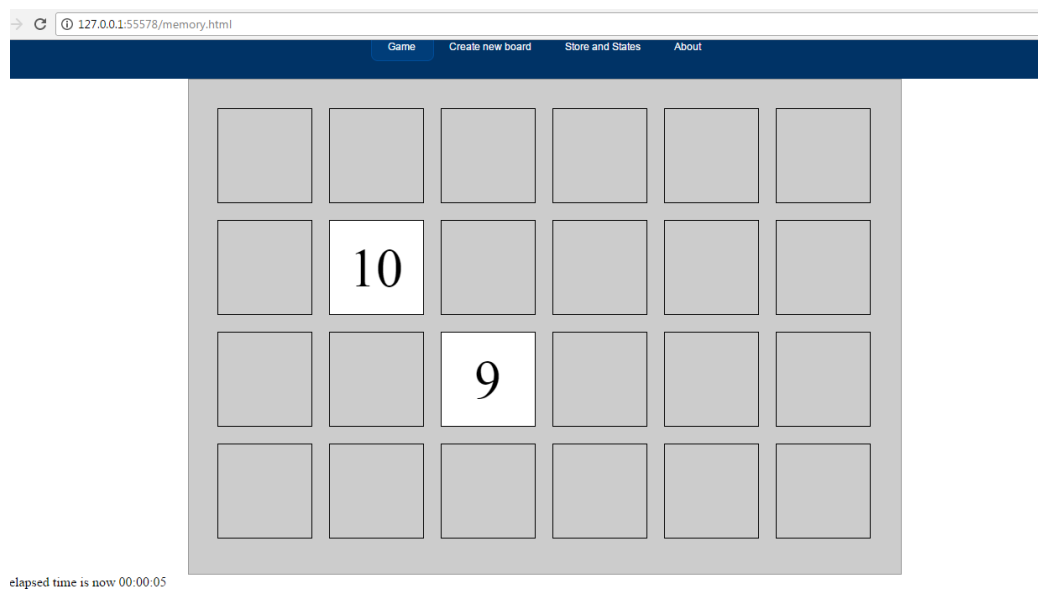 127.0.0.1:55578/memory.html
Game Create new board Store and States About
10
9
elapsed time is now 00:00:05